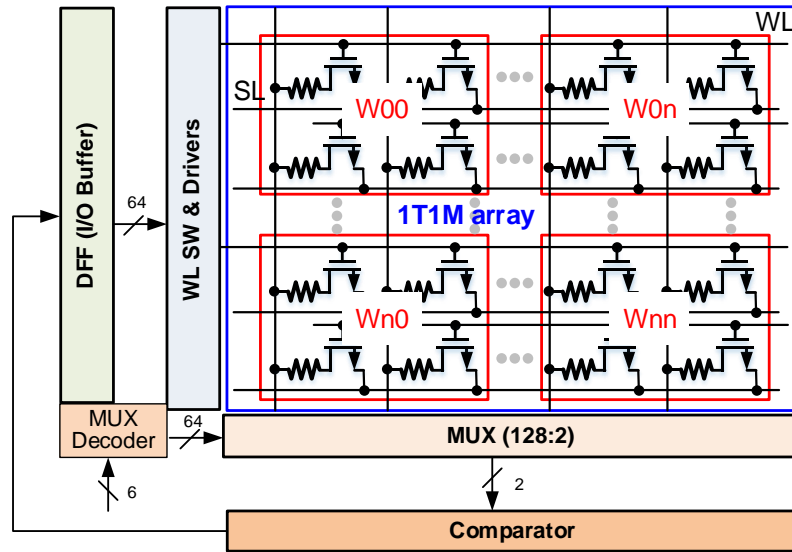 WL
SL
W00
W0n
DFF (I/O Buffer)
64
WL SW & Drivers
1T1M array
Wn0
Wnn
MUX
Decoder
64
MUX (128:2)
6
2
Comparator